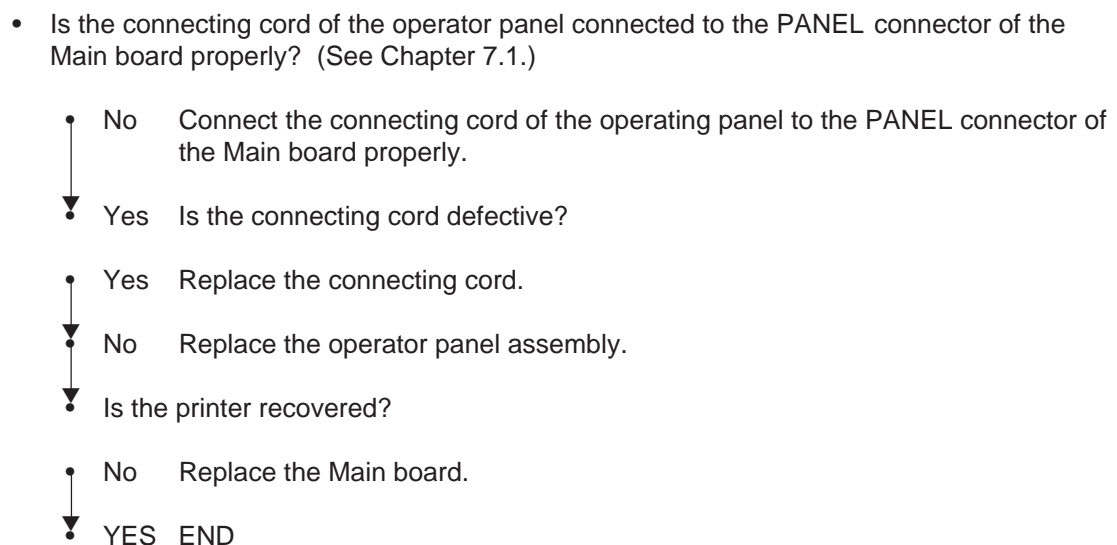 • Is the connecting cord of the operator panel connected to the PANEL connector of the
Main board properly? (See Chapter 7.1.)
• No Connect the connecting cord of the operating panel to the PANEL connector of
the Main board properly.
• Yes Is the connecting cord defective?
• Yes Replace the connecting cord.
• No Replace the operator panel assembly.
• Is the printer recovered?
• No Replace the Main board.
• YES END